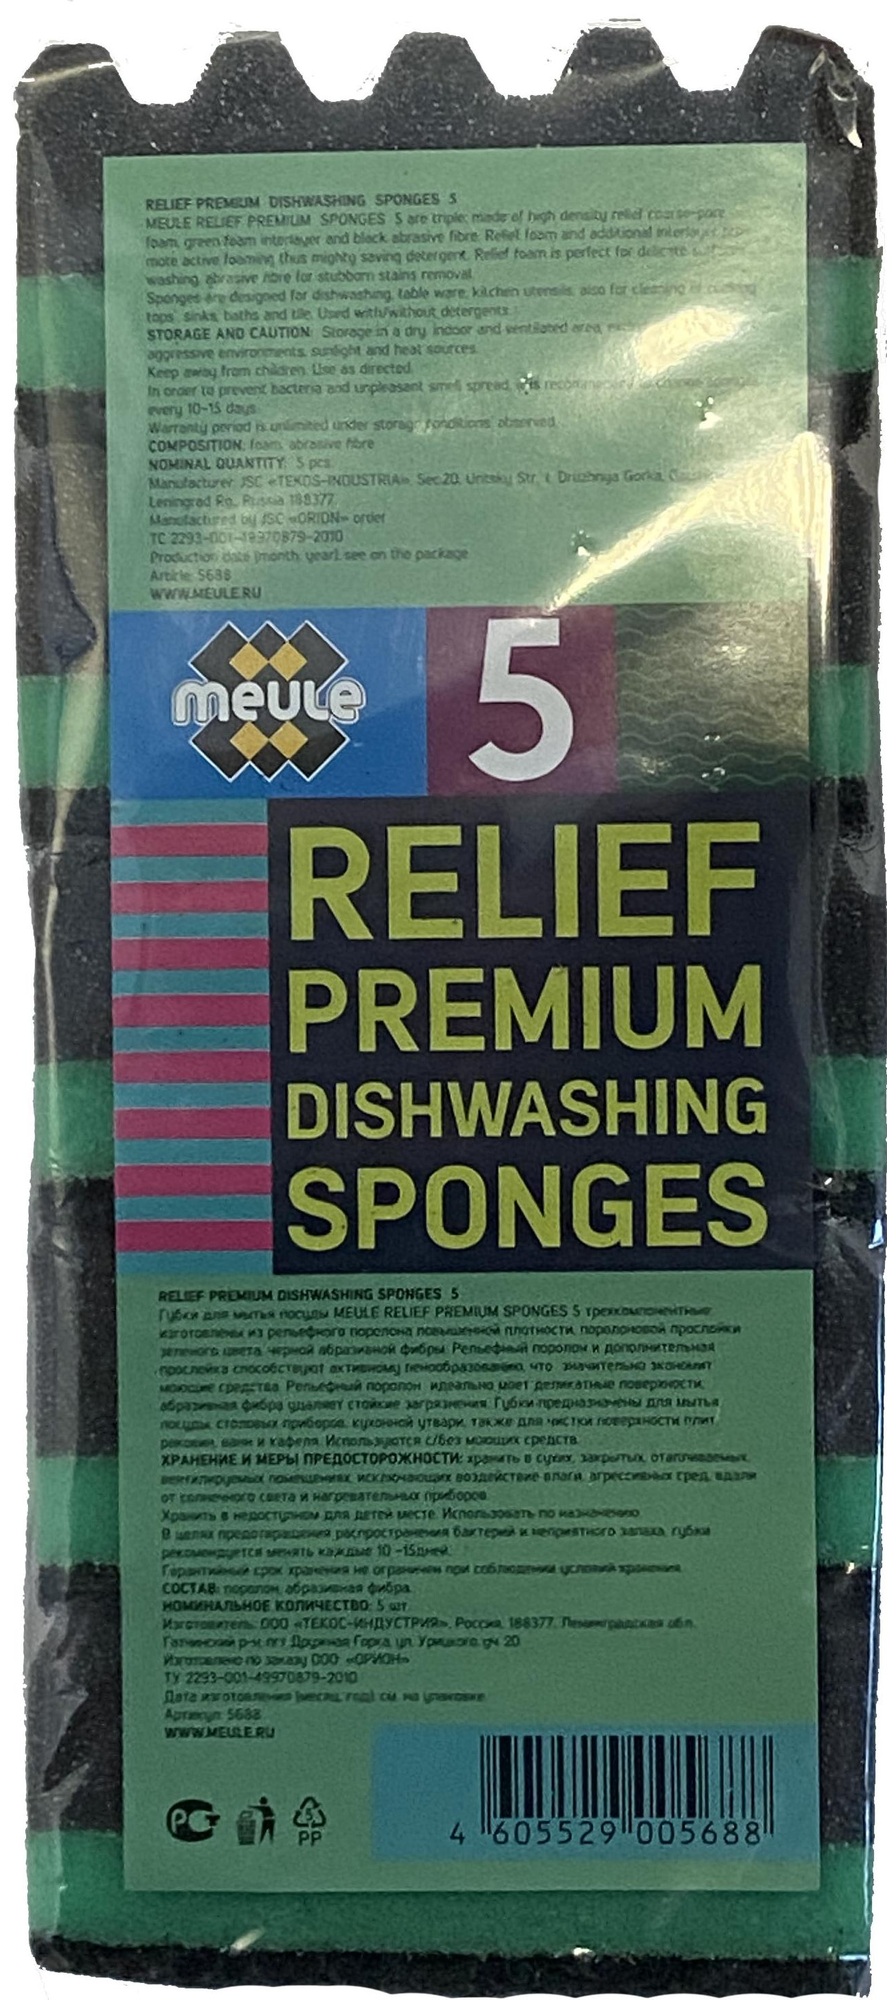 RELIEF PREMIUM DISHWASHING SPONGES 5
MEULE RELIEF PREMIUM SPONGES 5 are triple: made of high density relief coarse-pore
foam, green foam interlayer and black abrasive fibre. Relief foam and additional interlayer
more active foaming thus mighty saving detergent. Relief foam is perfect for delicate
washing, abrasive fibre for stubborn stains removal.
Sponges are designed for dishwashing, table ware, kitchen utensils, also for cleaning of cooking
tops, sinks, baths and tile. Used with/without detergents.
STORAGE AND CAUTION: Storage in a dry, indoor and ventilated area,
aggressive environments, sunlight and heat sources.
Keep away from children. Use as directed.
In order to prevent bacteria and unpleasant smell spread, it is recommended to change sponges
every 10-15 days.
Warranty period is unlimited under storage conditions observed.
COMPOSITION: foam, abrasive fibre
NOMINAL QUANTITY: 5 pcs.
Manufacturer: JSC «TEKOS-INDUSTRIA», Sec.20, Uritsky Str., t. Druzhnya Gorka,
Leningrad Ro., Russia 188377.
Manufactured by JSC «ORION» order
TC 2293-001-49970879-2010
Production date (month, year): see on the package
Article: 5688
WWW.MEULE.RU
meule 5
RELIEF
PREMIUM
DISHWASHING
SPONGES
RELIEF PREMIUM DISHWASHING SPONGES 5
Губки для мытья посуды MEULE RELIEF PREMIUM SPONGES 5 трехкомпонентные:
изготовлены из рельефного поролона повышенной плотности, поролоновой прослойки
зеленого цвета, черной абразивной фибры. Рельефный поролон и дополнительная
прослойка способствуют активному пенообразованию, что значительно экономит
моющие средства. Рельефный поролон идеально моет деликатные поверхности,
абразивная фибра удаляет стойкие загрязнения. Губки предназначены для мытья
посуды, столовых приборов, кухонной утвари, также для чистки поверхности плит,
раковин, ванн и кафеля. Используются с/без моющих средств.
ХРАНЕНИЕ И МЕРЫ ПРЕДОСТОРОЖНОСТИ: хранить в сухих, закрытых, отапливаемых,
вентилируемых помещениях, исключающих воздействие влаги, агрессивных сред, вдали
от солнечного света и нагревательных приборов.
Хранить в недоступном для детей месте. Использовать по назначению.
В целях предотвращения распространения бактерий и неприятного запаха, губки
рекомендуется менять каждые 10 -15дней.
Гарантийный срок хранения не ограничен при соблюдении условий хранения.
СОСТАВ: поролон, абразивная фибра.
НОМИНАЛЬНОЕ КОЛИЧЕСТВО: 5 шт.
Изготовитель: ООО «ТЕКОС-ИНДУСТРИЯ», Россия, 188377, Ленинградская обл.,
Гатчинский р-н, пгт Дружная Горка, ул. Урицкого, уч. 20
Изготовлено по заказу ООО «ОРИОН»
ТУ 2293-001-49970879-2010
Дата изготовления (месяц, год): см. на упаковке
Артикул: 5688
WWW.MEULE.RU
РСТ 5 PP
4 605529 005688